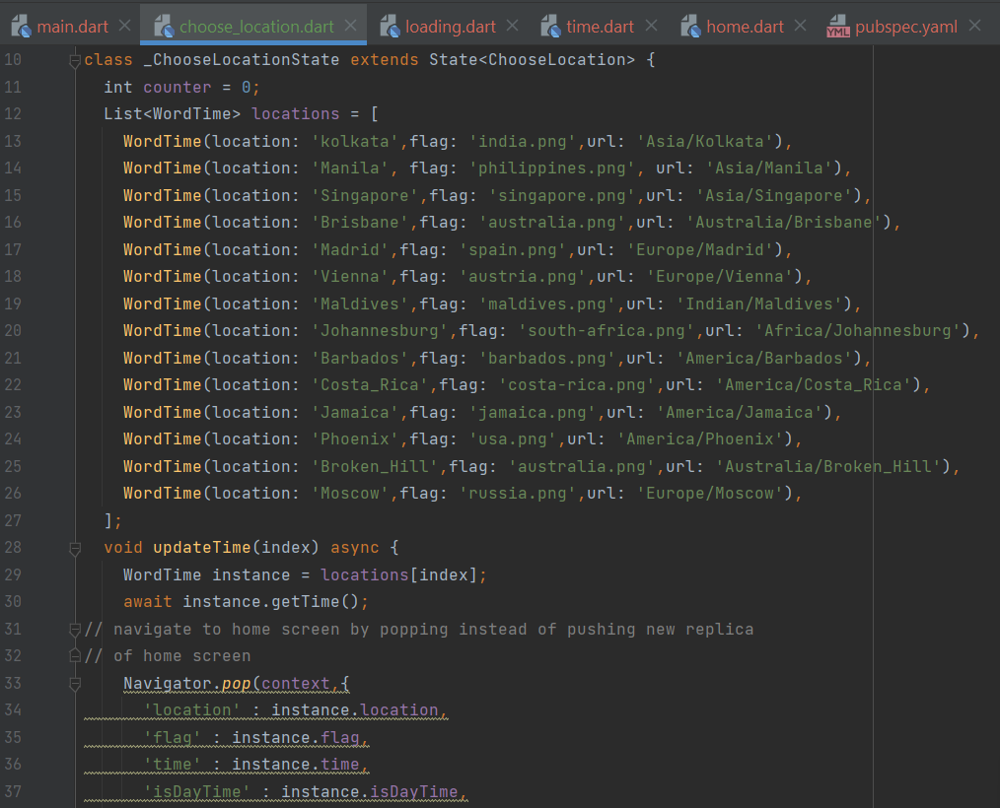 main.dart choose_location.dart loading.dart time.dart home.dart YML pubspec.yaml
10 class _ChooseLocationState extends State<ChooseLocation> {
11 int counter = 0;
12 List<WordTime> locations = [
13 WordTime(location: 'kolkata',flag: 'india.png',url: 'Asia/Kolkata'),
14 WordTime(location: 'Manila', flag: 'philippines.png', url: 'Asia/Manila'),
15 WordTime(location: 'Singapore',flag: 'singapore.png',url: 'Asia/Singapore'),
16 WordTime(location: 'Brisbane',flag: 'australia.png',url: 'Australia/Brisbane'),
17 WordTime(location: 'Madrid',flag: 'spain.png',url: 'Europe/Madrid'),
18 WordTime(location: 'Vienna',flag: 'austria.png',url: 'Europe/Vienna'),
19 WordTime(location: 'Maldives',flag: 'maldives.png',url: 'Indian/Maldives'),
20 WordTime(location: 'Johannesburg',flag: 'south-africa.png',url: 'Africa/Johannesburg'),
21 WordTime(location: 'Barbados',flag: 'barbados.png',url: 'America/Barbados'),
22 WordTime(location: 'Costa_Rica',flag: 'costa-rica.png',url: 'America/Costa_Rica'),
23 WordTime(location: 'Jamaica',flag: 'jamaica.png',url: 'America/Jamaica'),
24 WordTime(location: 'Phoenix',flag: 'usa.png',url: 'America/Phoenix'),
25 WordTime(location: 'Broken_Hill',flag: 'australia.png',url: 'Australia/Broken_Hill'),
26 WordTime(location: 'Moscow',flag: 'russia.png',url: 'Europe/Moscow'),
27 ];
28 void updateTime(index) async {
29 WordTime instance = locations[index];
30 await instance.getTime();
31 // navigate to home screen by popping instead of pushing new replica
32 // of home screen
33 Navigator.pop(context,{
34 'location' : instance.location,
35 'flag' : instance.flag,
36 'time' : instance.time,
37 'isDayTime' : instance.isDayTime,